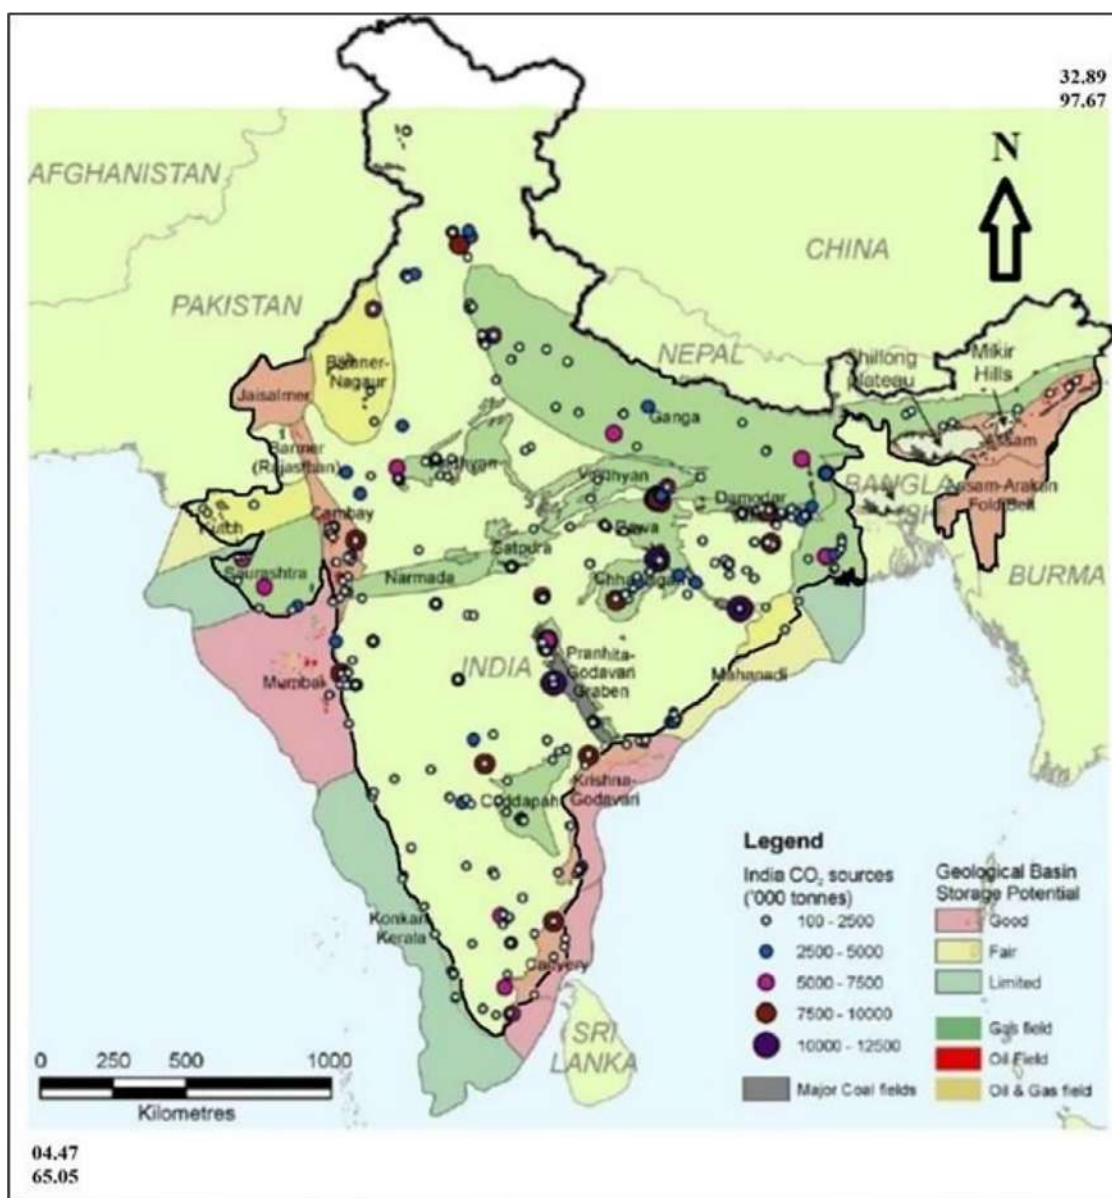 32.89
97.67
N
AFGHANISTAN
CHINA
PAKISTAN
NEPAL
Shillong
plateau
Mikir
Hills
Jaisalmer
Nagaur
Ganga
Assam
Barmer
(Rajasthan)
Vindhyan
BANGLA
Assam-Arakan
Fold Belt
Damodar
Kutch
Cambay
Rewa
Satpura
Saurashtra
Narmada
BURMA
Mumbai
INDIA
Pranhita-
Godavari
Graben
Mahanadi
Krishna-
Godavari
Cuddapah
Konkan
Kerala
Cauvery
SRI
LANKA
Legend
India CO₂ sources
('000 tonnes)
100 - 2500
2500 - 5000
5000 - 7500
7500 - 10000
10000 - 12500
Major Coal fields
Geological Basin
Storage Potential
Good
Fair
Limited
Gas field
Oil Field
Oil & Gas field
0 250 500 1000
Kilometres
04.47
65.05